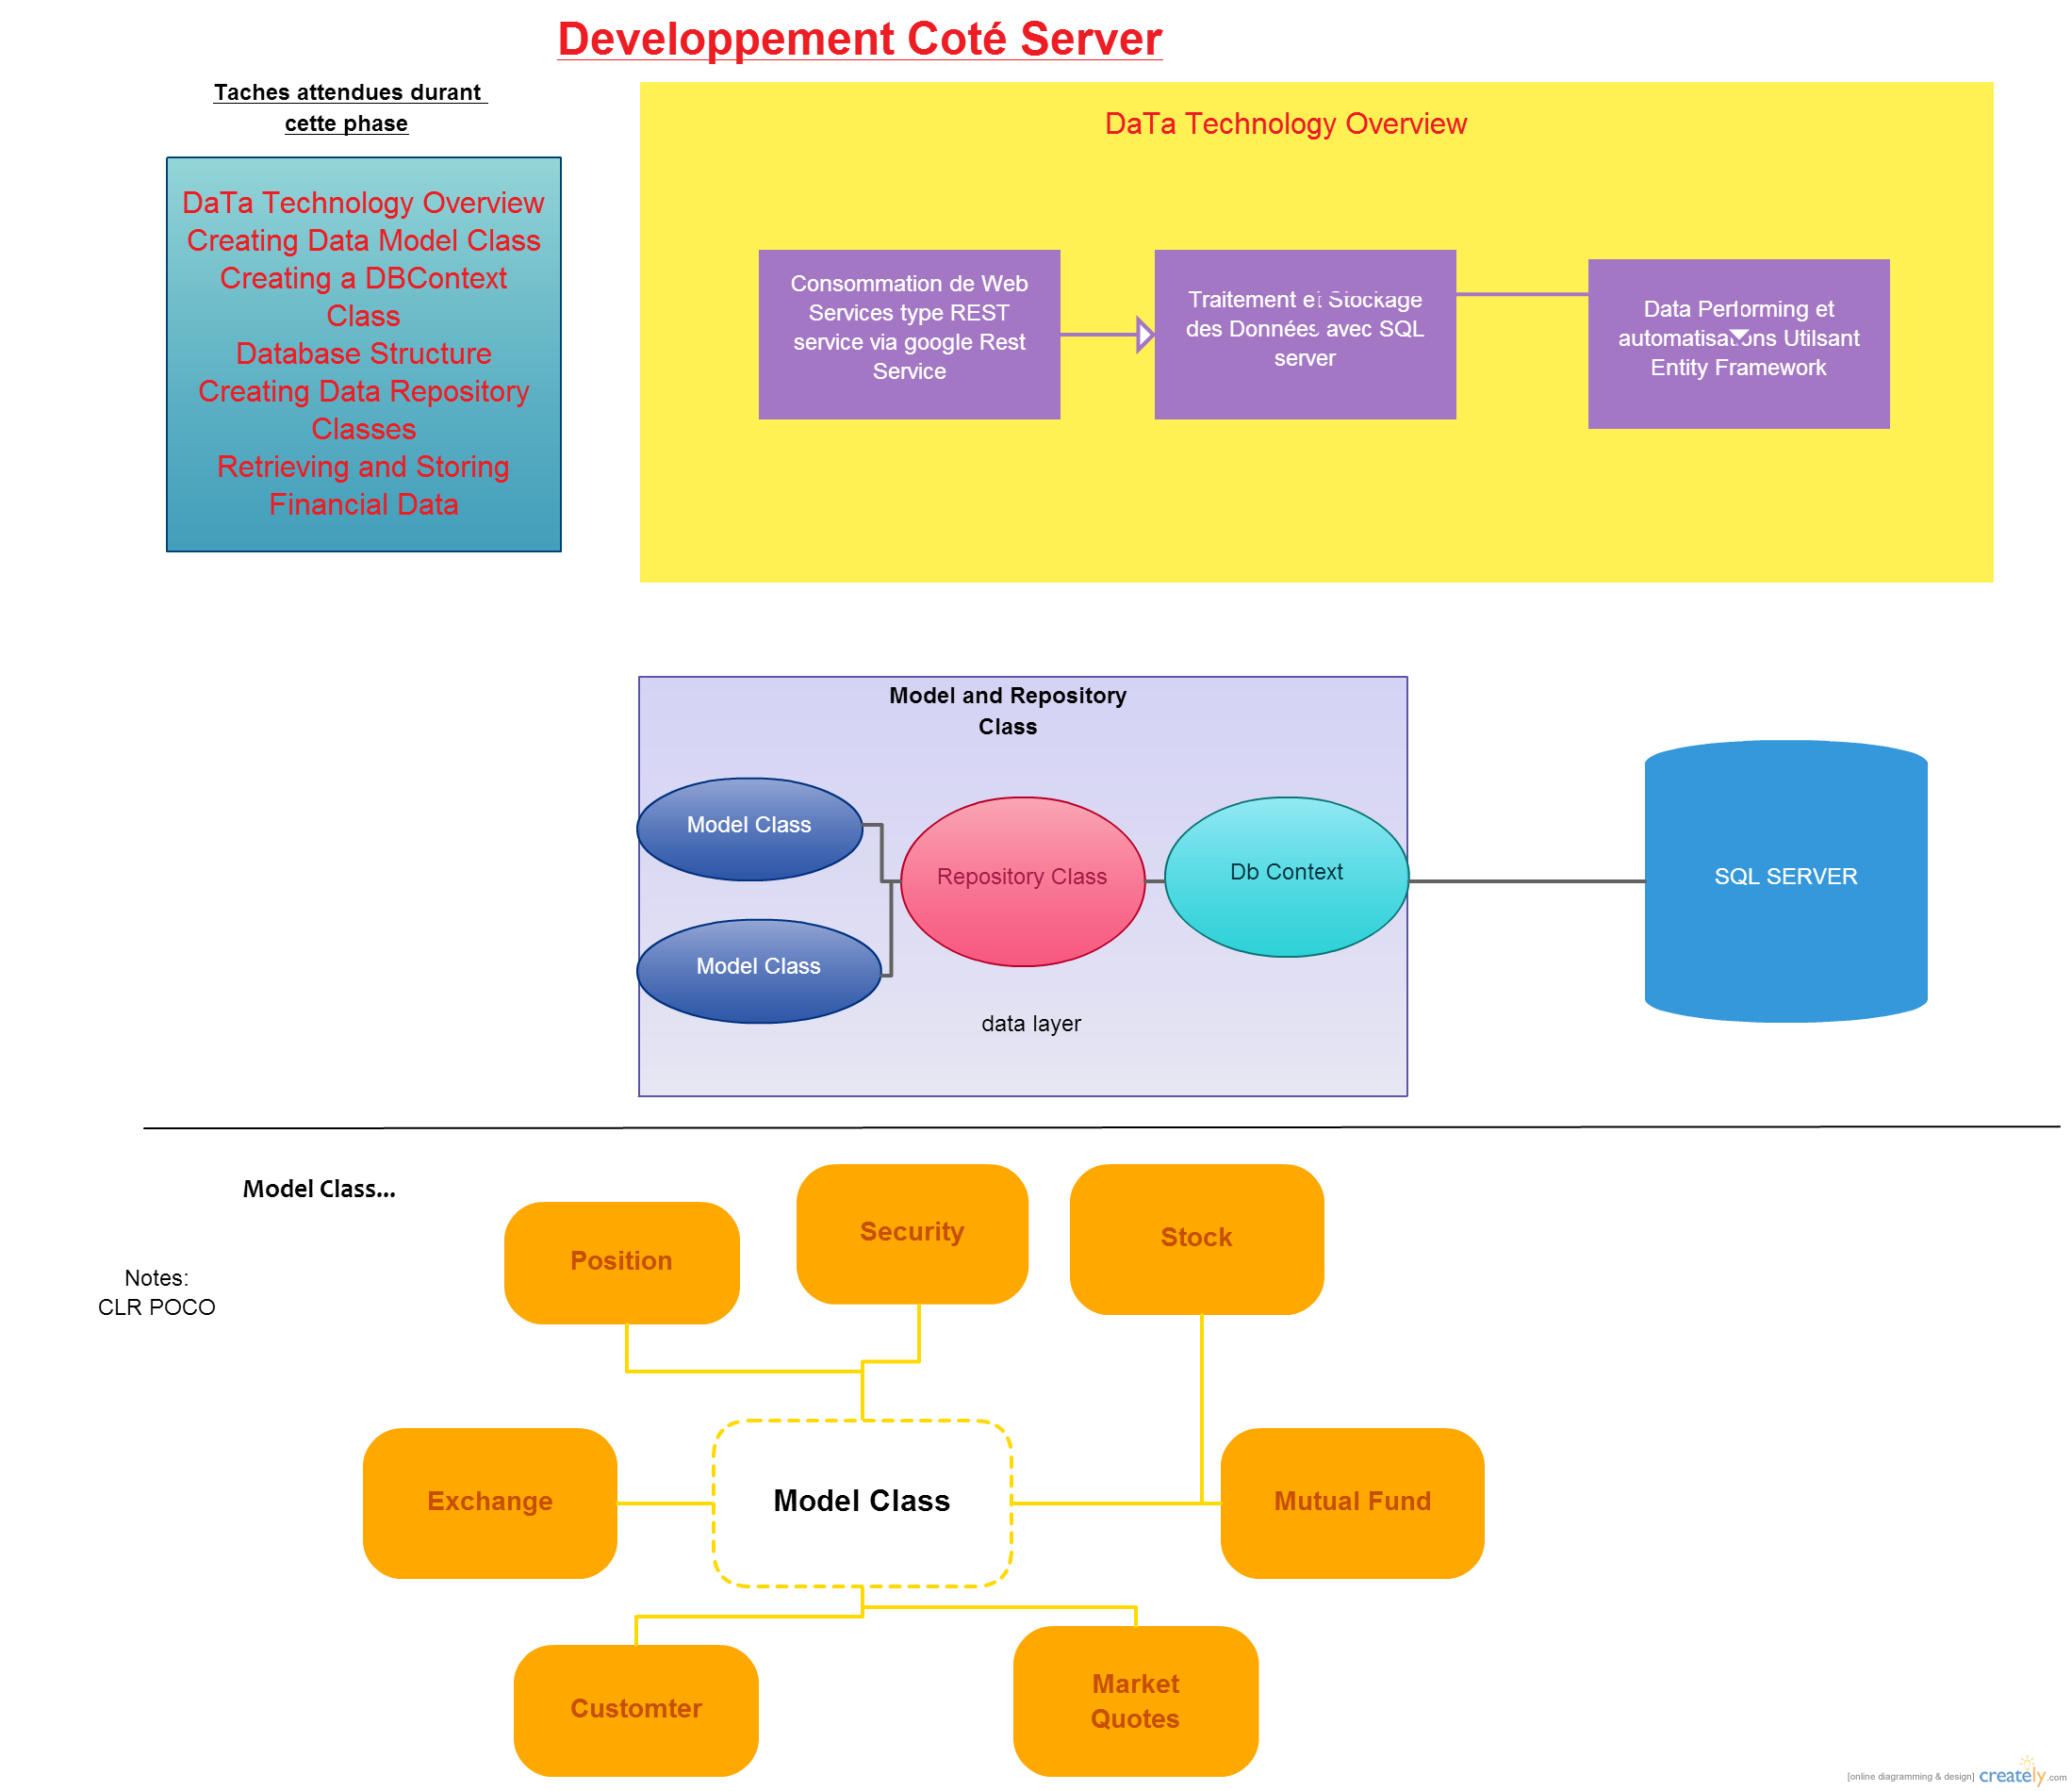 Developpement Coté Server
Taches attendues durant
cette phase
DaTa Technology Overview
Creating Data Model Class
Creating a DBContext
Class
Database Structure
Creating Data Repository
Classes
Retrieving and Storing
Financial Data
DaTa Technology Overview
Consommation de Web
Services type REST
service via google Rest
Service
Traitement et Stockage
des Données avec SQL
server
Data Performing et
automatisations Utilsant
Entity Framework
Model and Repository
Class
Model Class
Model Class
Repository Class
Db Context
data layer
SQL SERVER
Model Class...
Notes:
CLR POCO
Position
Security
Stock
Exchange
Model Class
Mutual Fund
Customter
Market
Quotes
[online diagramming & design] creately.com